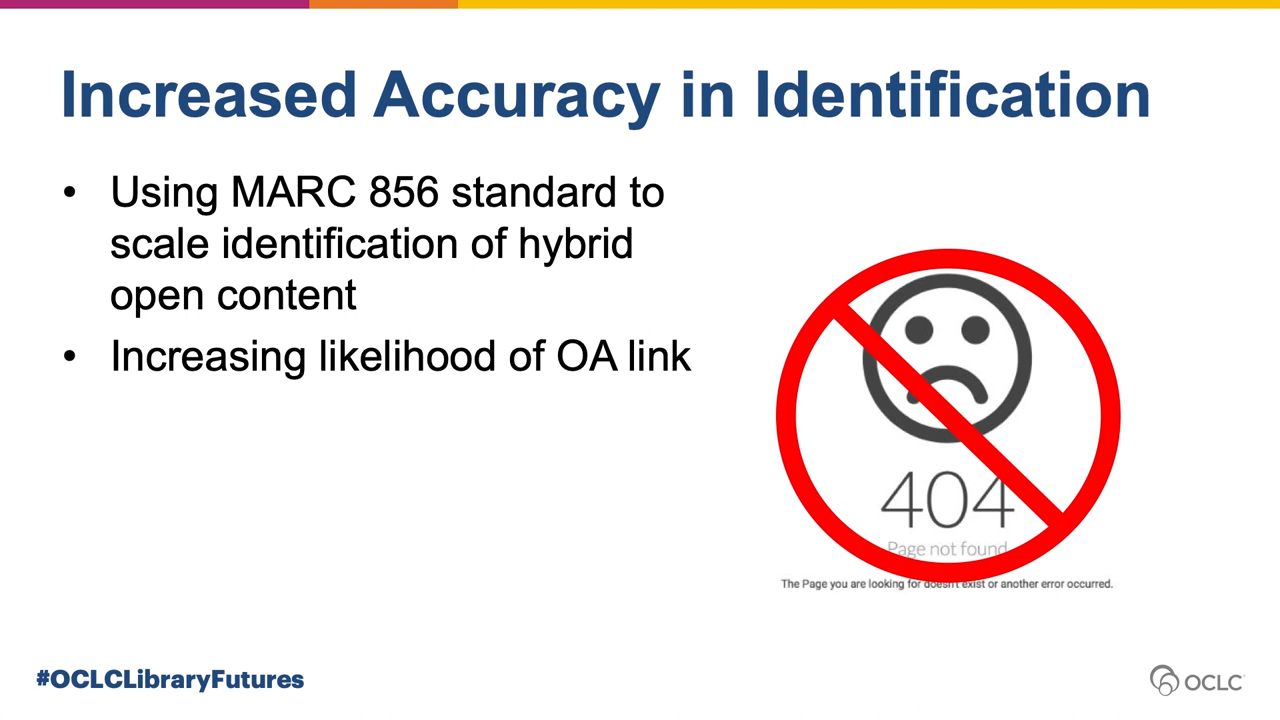 Increased Accuracy in Identification
• Using MARC 856 standard to
scale identification of hybrid
open content
• Increasing likelihood of OA link
404
Page not found
The Page you are looking for doesn't exist or another error occurred.
#OCLCLibraryFutures
OCLC